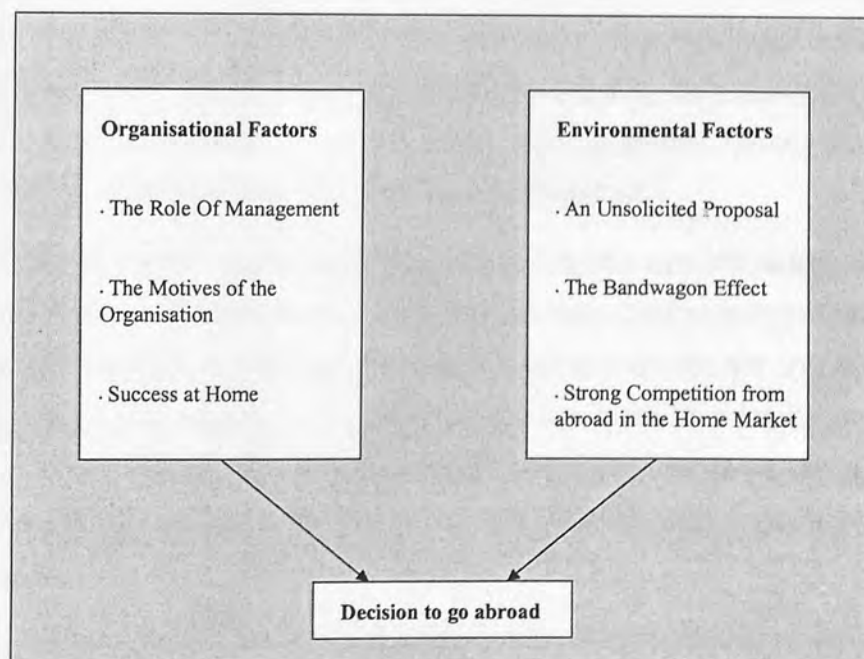 Organisational Factors
· The Role Of Management
· The Motives of the
Organisation
· Success at Home
Environmental Factors
· An Unsolicited Proposal
· The Bandwagon Effect
· Strong Competition from
abroad in the Home Market
Decision to go abroad